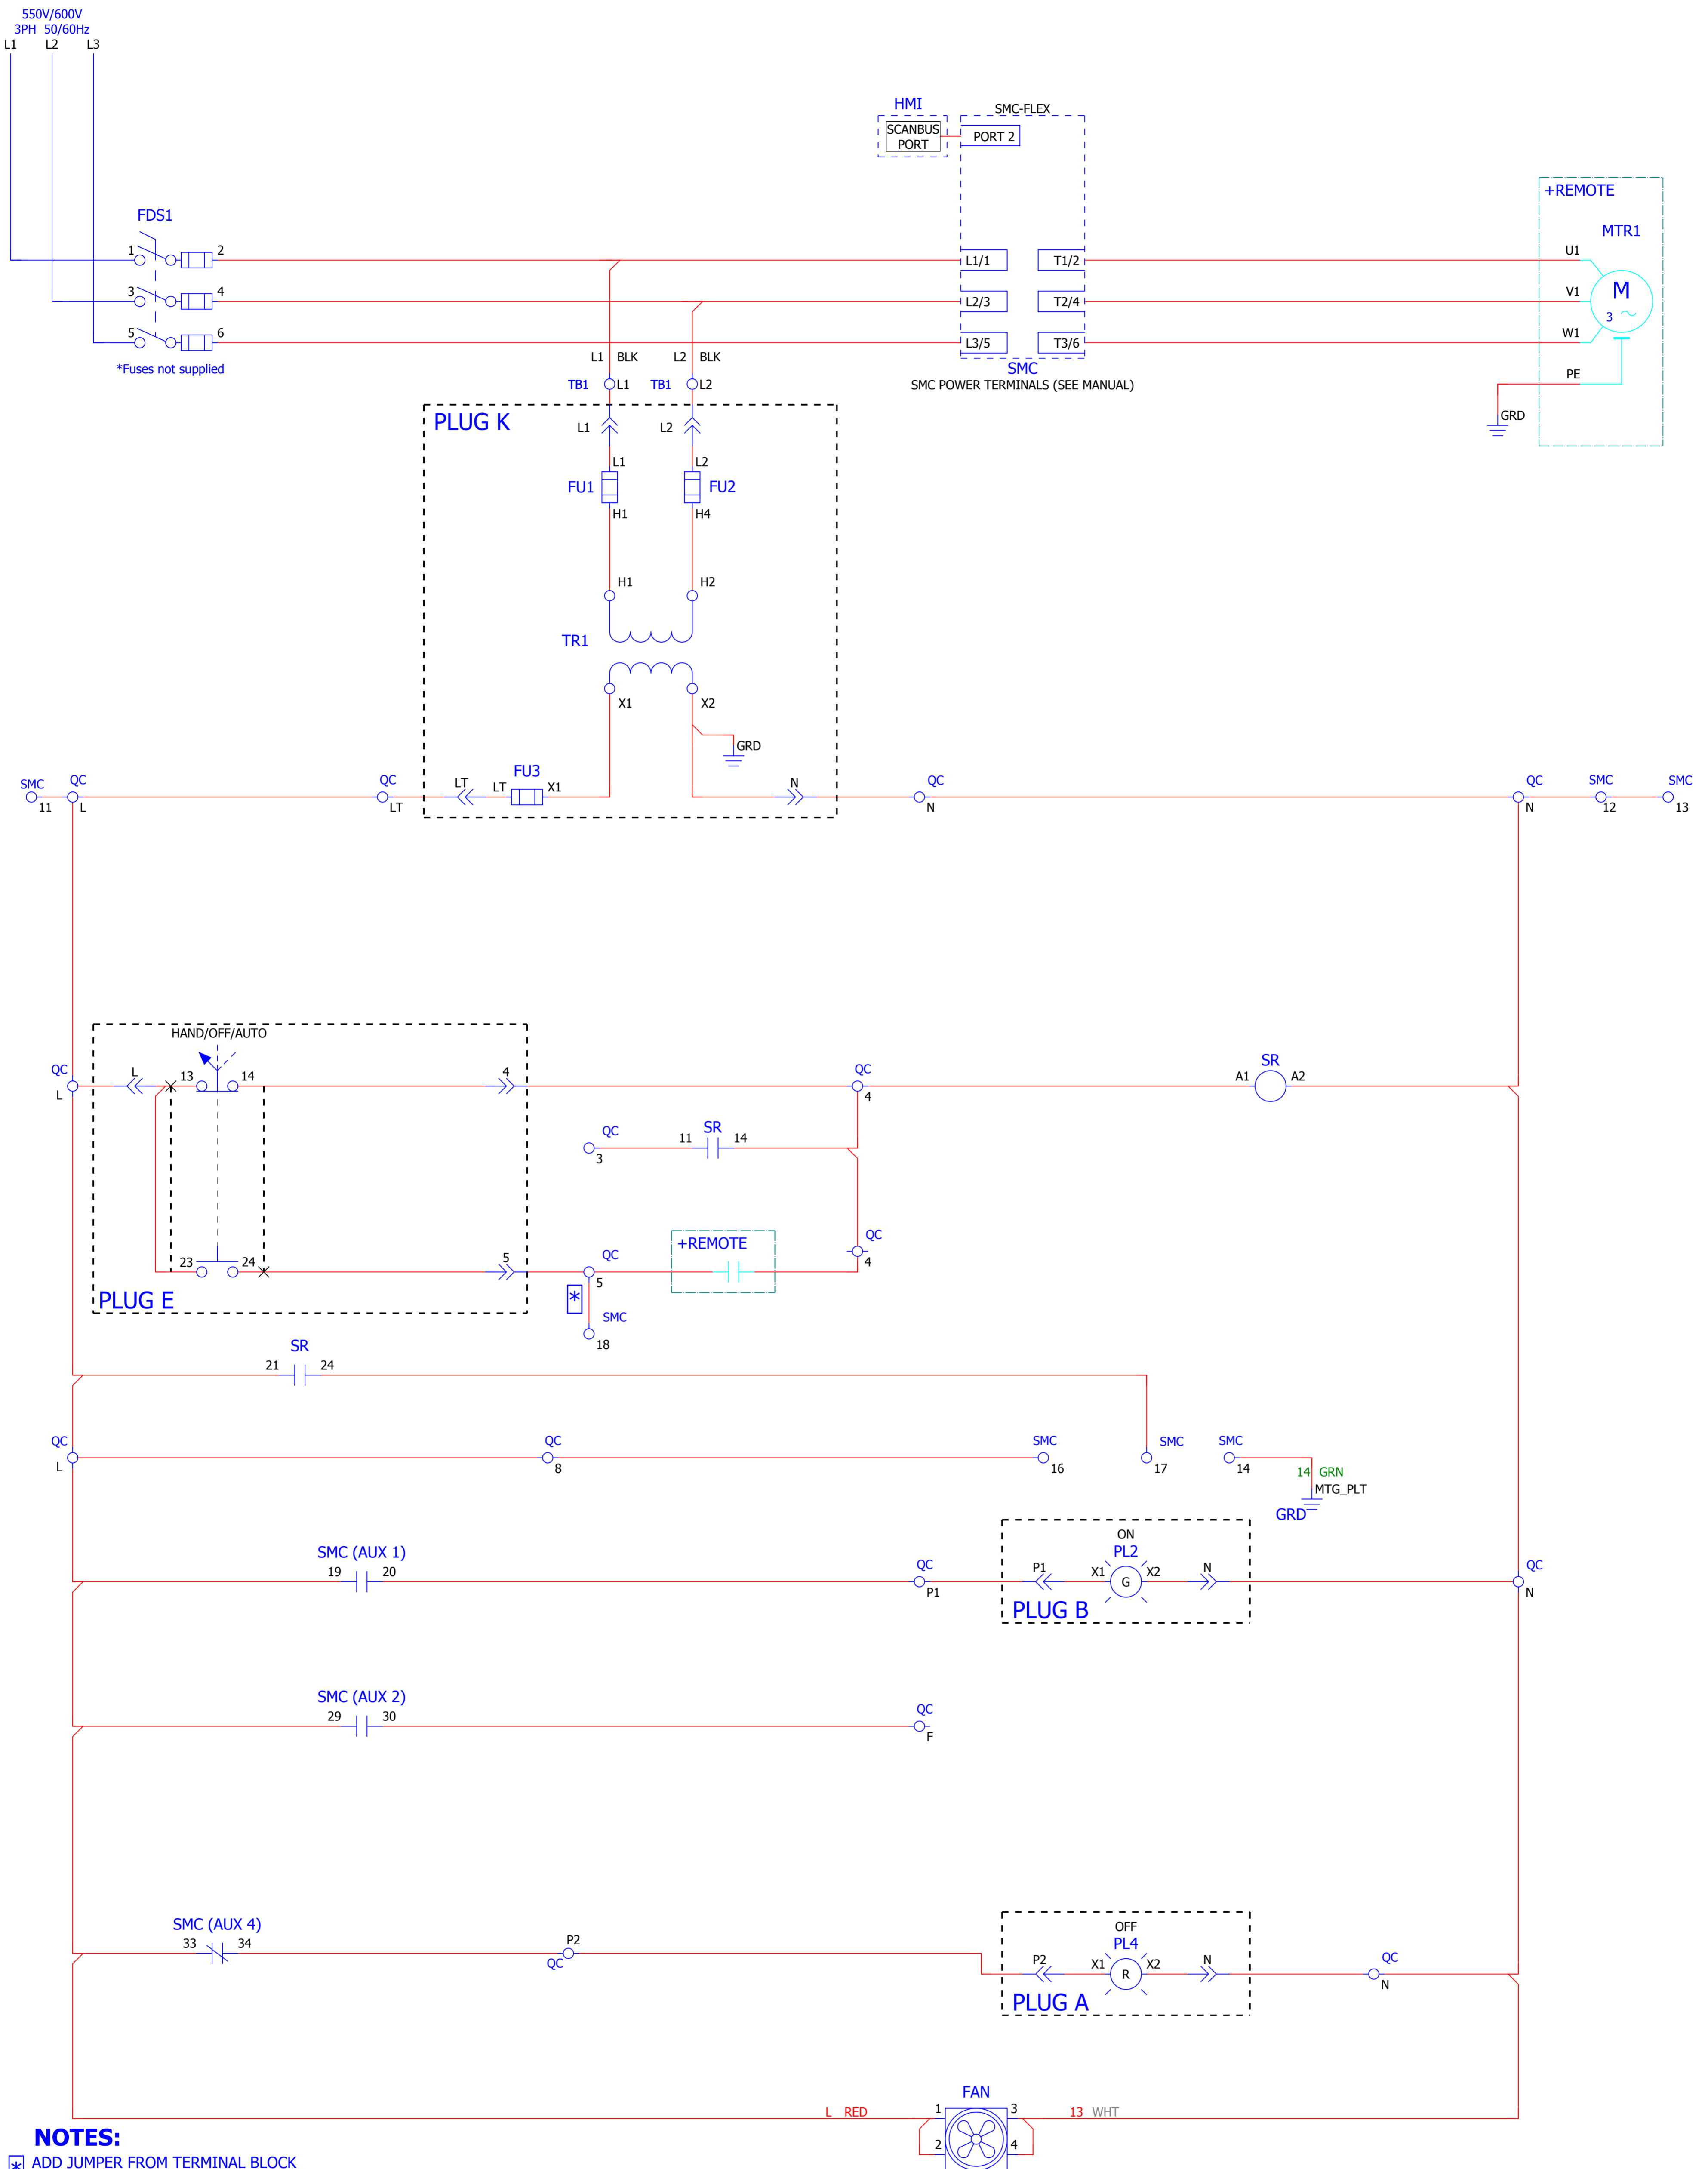 550V/600V
3PH 50/60Hz
L1 L2 L3
HMI
SCANBUS
PORT
SMC-FLEX
PORT 2
+REMOTE
MTR1
FDS1
1 2
L1/1 T1/2
U1
3 4
L2/3 T2/4
V1
M
3
5 6
L3/5 T3/6
W1
*Fuses not supplied
SMC
SMC POWER TERMINALS (SEE MANUAL)
PE
GRD
L1 BLK L2 BLK
TB1 L1 TB1 L2
PLUG K
L1 L2
L1 L2
FU1 FU2
H1 H4
H1 H2
TR1
X1 X2
GRD
SMC QC QC LT LT FU3 X1 N QC QC SMC SMC
11 L LT N N 12 13
HAND/OFF/AUTO
QC L 13 14 4 QC SR
L 4 A1 A2
QC 11 SR 14
3
+REMOTE QC
4
23 24 5 QC
5
PLUG E
*
SMC
18
SR
21 24
QC QC SMC SMC SMC
L 8 16 17 14
14 GRN
MTG_PLT
GRD
ON
SMC (AUX 1) PL2
19 20 QC P1 X1 G X2 N QC
P1 N
PLUG B
SMC (AUX 2)
29 30 QC
F
SMC (AUX 4)
33 34 P2
QC
OFF
PL4
P2 X1 R X2 N QC
N
PLUG A
FAN
L RED 1 3 13 WHT
2 4
NOTES:
* ADD JUMPER FROM TERMINAL BLOCK